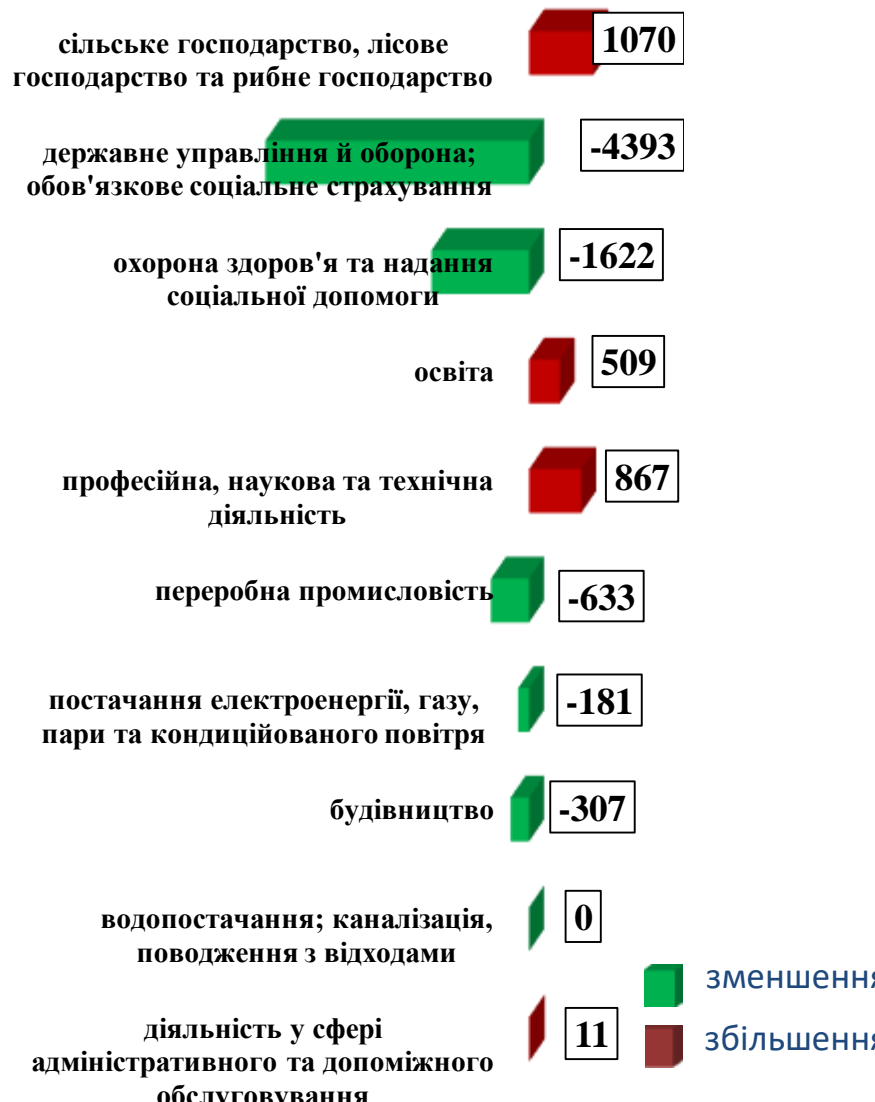 сільське господарство, лісове
господарство та рибне господарство
1070
державне управління й оборона;
обов'язкове соціальне страхування
-4393
охорона здоров'я та надання
соціальної допомоги
-1622
освіта
509
професійна, наукова та технічна
діяльність
867
переробна промисловість
-633
постачання електроенергії, газу,
пари та кондиційованого повітря
-181
будівництво
-307
водопостачання; каналізація,
поводження з відходами
0
діяльність у сфері
адміністративного та допоміжного
обслуговування
11
зменшення
збільшення